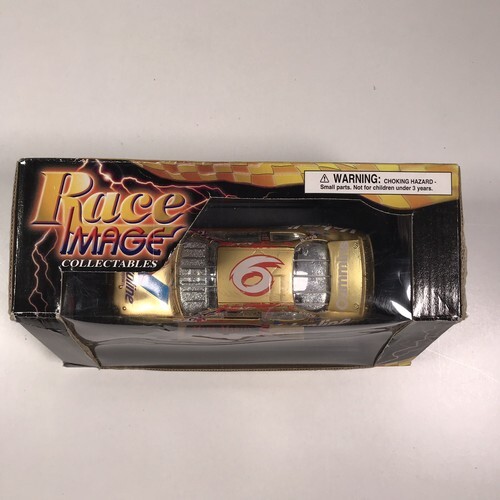 Race
IMAGE
COLLECTABLES
⚠ WARNING: CHOKING HAZARD -
Small parts. Not for children under 3 years.
6